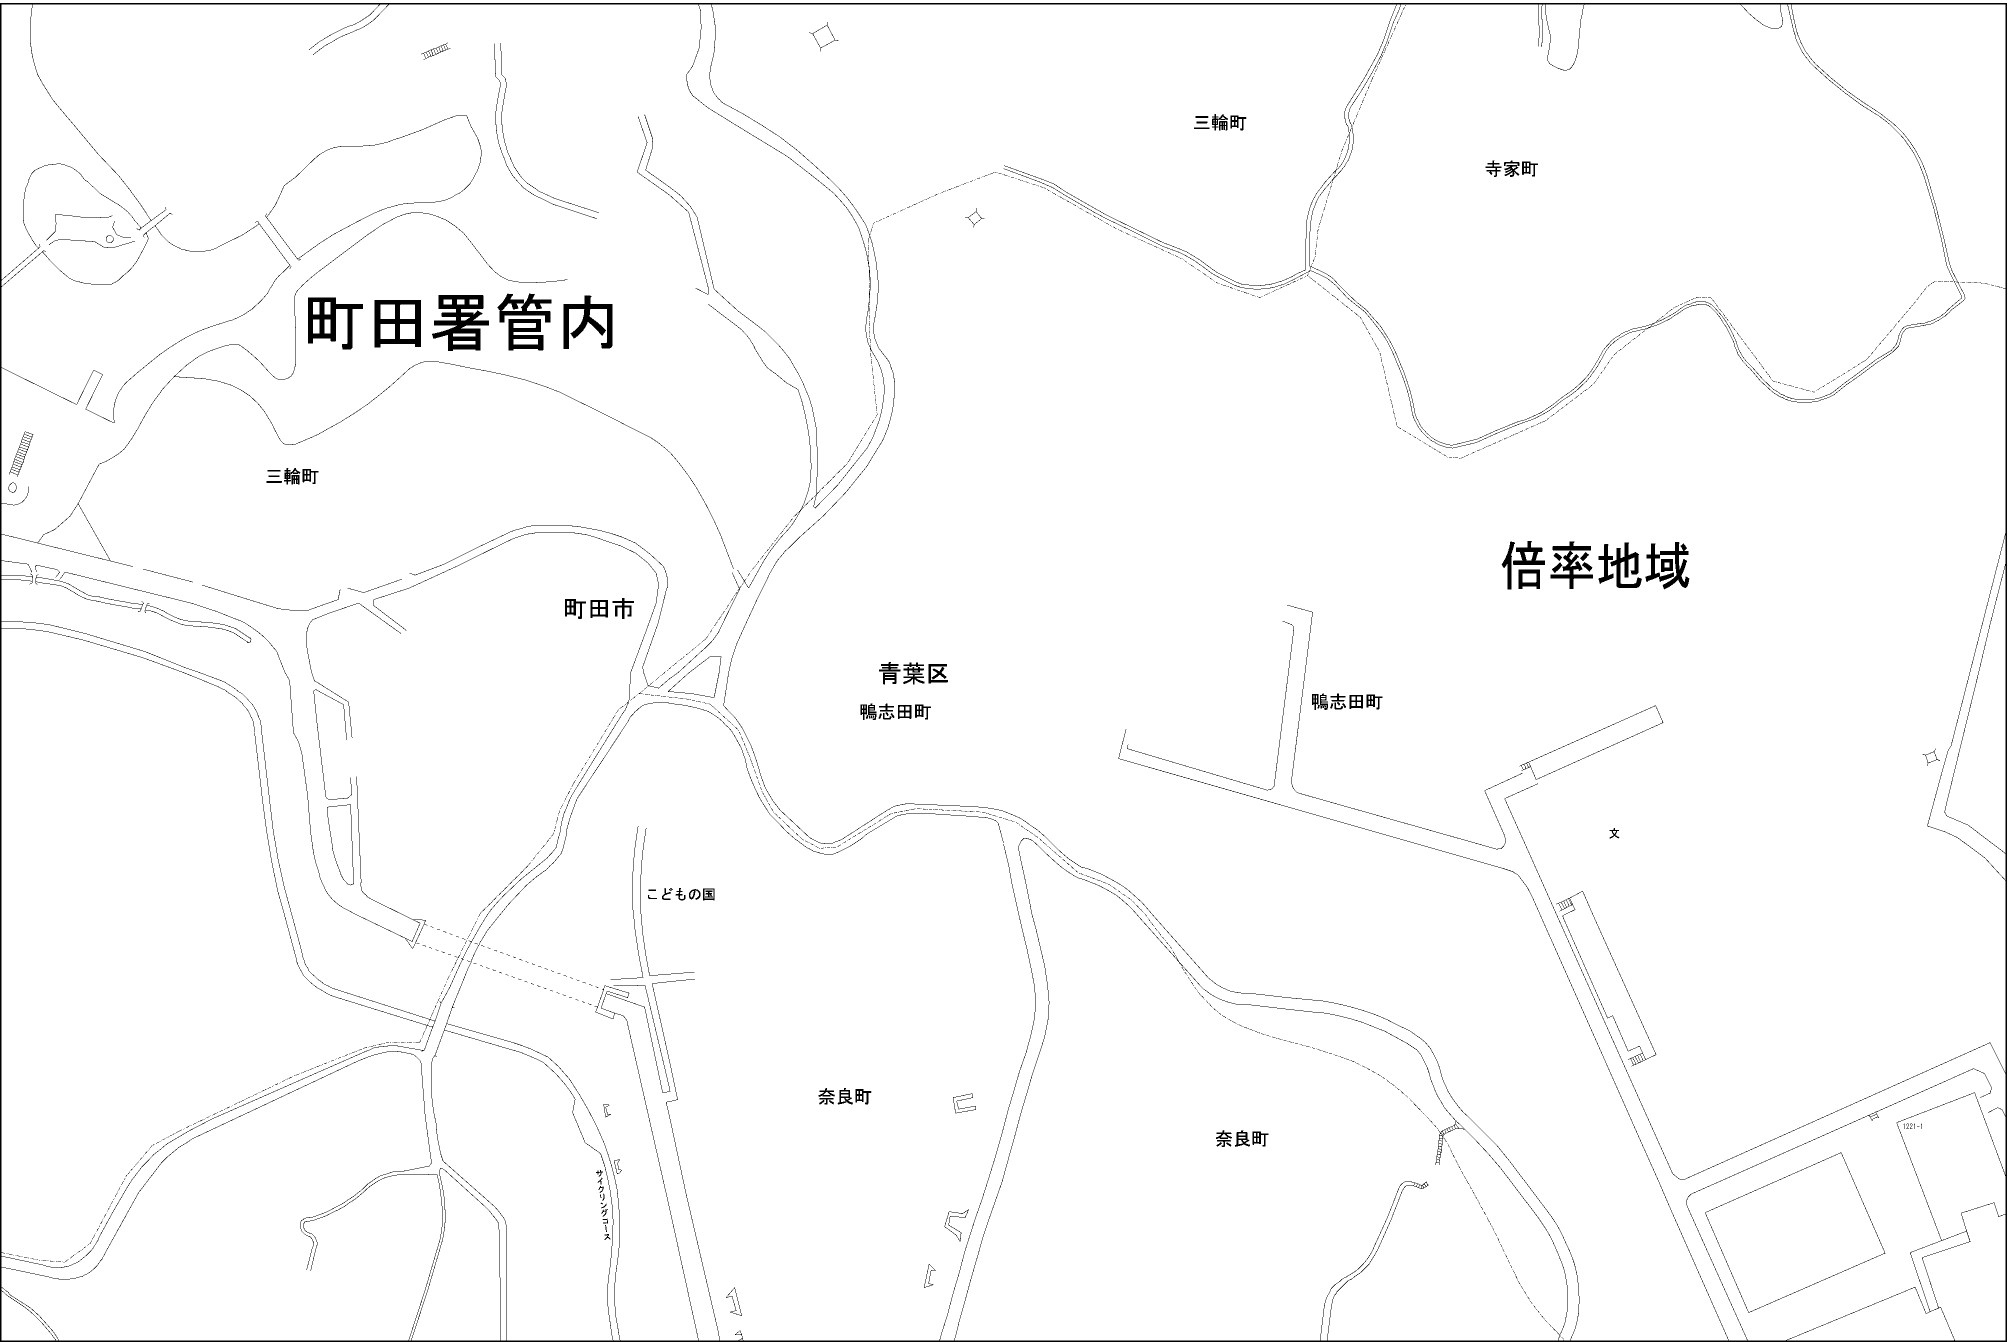 三輪町
寺家町
町田署管内
三輪町
倍率地域
町田市
青葉区
鴨志田町
鴨志田町
文
こどもの国
奈良町
奈良町
1221-1
サイクリングコース